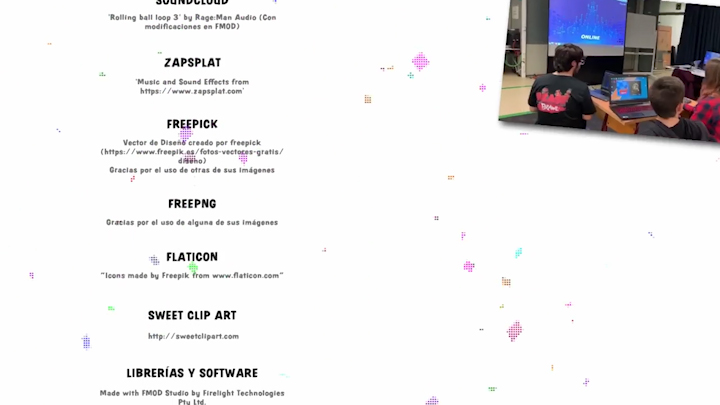 SOUNDCLOUD
'Rolling ball loop 3' by Rage:Man Audio (Con
modificaciones en FMOD)
ZAPSPLAT
'Music and Sound Effects from
https://www.zapsplat.com'
FREEPICK
Vector de Diseño creado por freepick
(https://www.freepik.es/fotos-vectores-gratis/
diseño)
Gracias por el uso de otras de sus imágenes
FREEPNG
Gratias por el uso de alguna de sus imágenes
FLATICON
"Icons made by Freepik from www.flaticon.com"
SWEET CLIP ART
http://sweetclipart.com
LIBRERÍAS Y SOFTWARE
Made with FMOD Studio by Firelight Technologies
Pty Ltd.
ONLINE